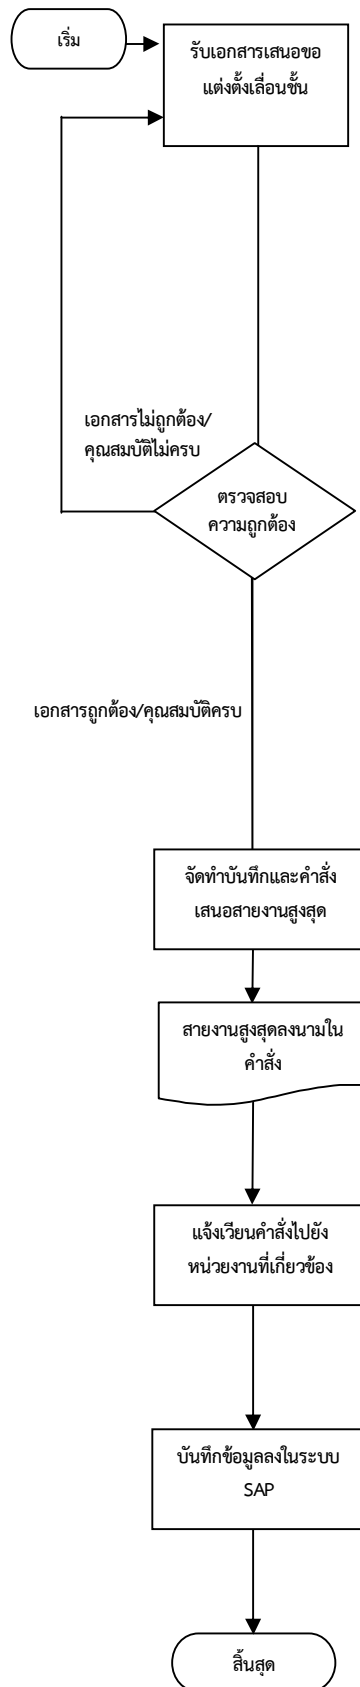 เริ่ม
รับเอกสารเสนอขอ
แต่งตั้งเลื่อนชั้น
เอกสารไม่ถูกต้อง/
คุณสมบัติไม่ครบ
ตรวจสอบ
ความถูกต้อง
เอกสารถูกต้อง/คุณสมบัติครบ
จัดทำบันทึกและคำสั่ง
เสนอสายงานสูงสุด
สายงานสูงสุดลงนามใน
คำสั่ง
แจ้งเวียนคำสั่งไปยัง
หน่วยงานที่เกี่ยวข้อง
บันทึกข้อมูลลงในระบบ
SAP
สิ้นสุด